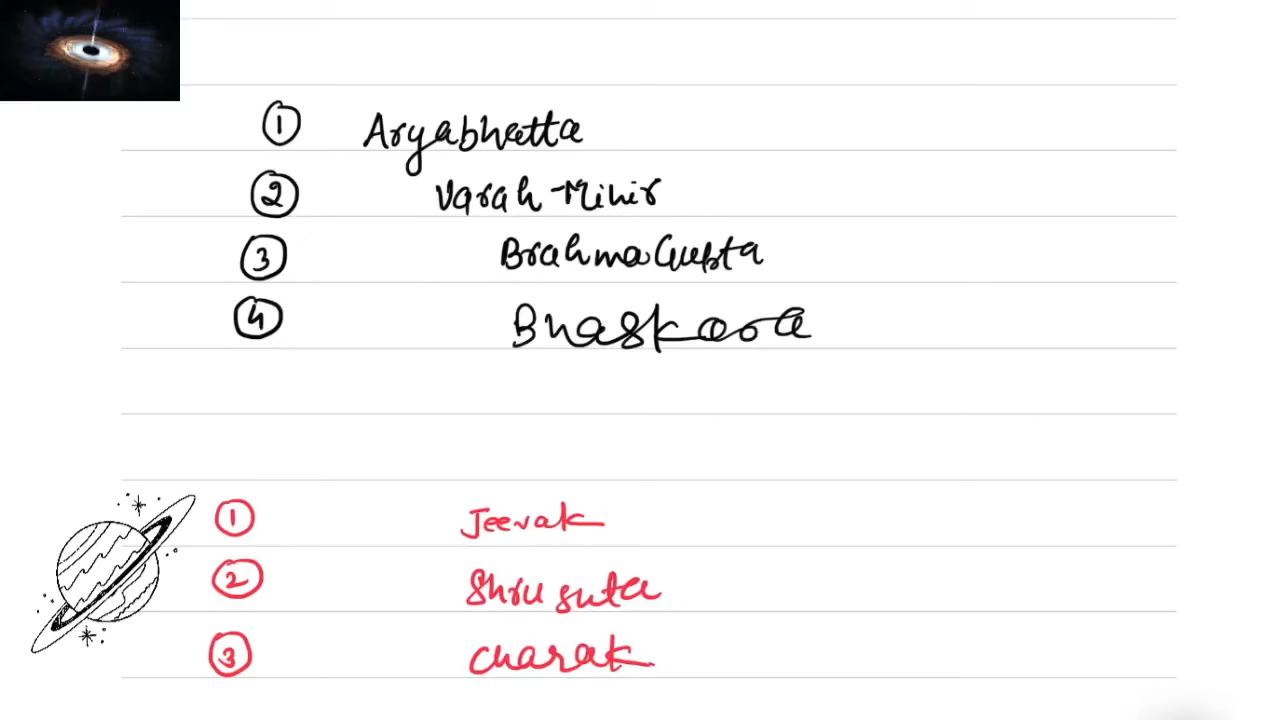 ① Aryabhatta
② Varah-Mihir
③ BrahmaGupta
④ Bhaskara
① Jeevak
② Shrusuta
③ Charak